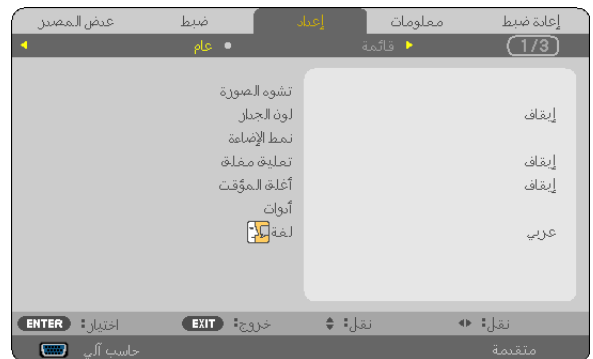 عرض المصدر ضبط إعداد معلومات إعادة ضبط
عام قائمة 1/3
تشوه الصورة
لون الجدار إيقاف
نمط الإضاءة
تعليق مغلق إيقاف
أغلق المؤقت إيقاف
أدوات
لغة عربي
ENTER اختيار: EXIT خروج: نقل: نقل:
حاسب آلي متقدمة